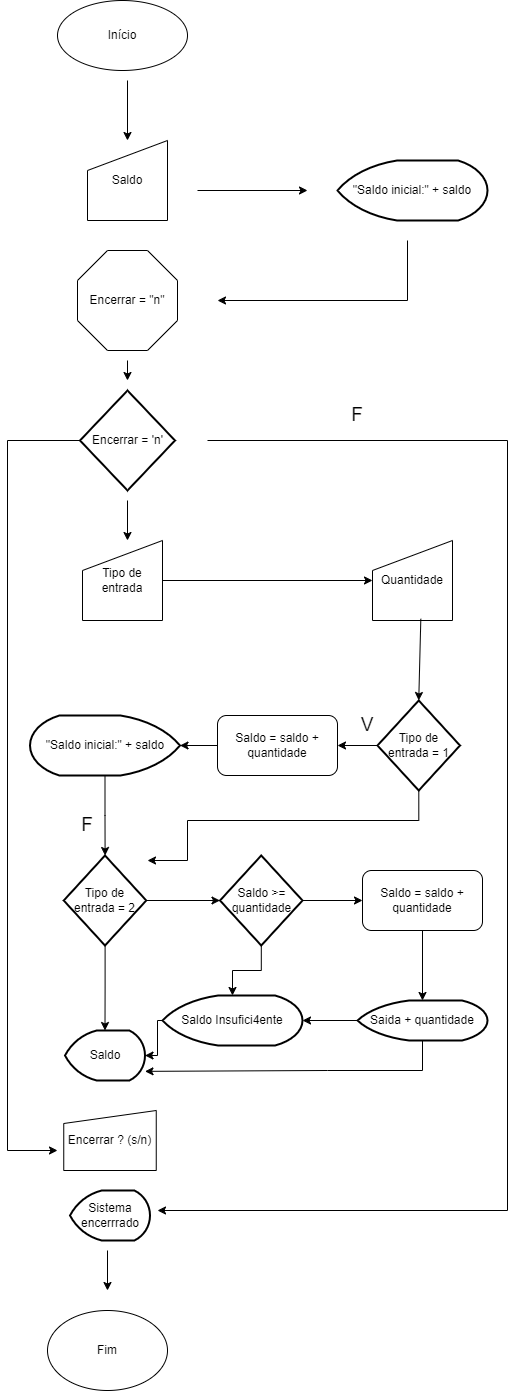 Início
Saldo
"Saldo inicial:" + saldo
Encerrar = "n"
F
Encerrar = 'n'
Tipo de
entrada
Quantidade
V
Tipo de
entrada = 1
Saldo = saldo +
quantidade
"Saldo inicial:" + saldo
F
Tipo de
entrada = 2
Saldo >=
quantidade
Saldo = saldo +
quantidade
Saldo Insufici4ente
Saida + quantidade
Saldo
Encerrar ? (s/n)
Sistema
encerrrado
Fim